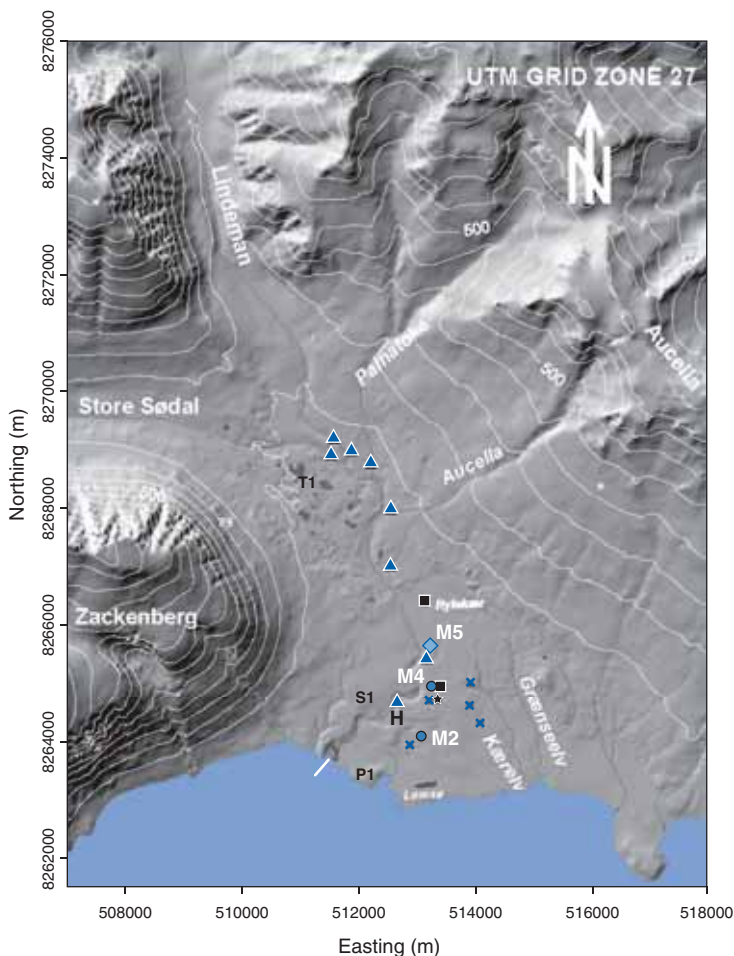 8276000
UTM GRID ZONE 27
N
8274000
Lindeman
600
8272000
Palnatoke
Aucella
500
8270000
Store Sødal
Aucella
T1
8268000
Zackenberg
8266000
M5
M4
S1
H
Grænseelv
M2
Kærelv
8264000
P1
8262000
508000
510000
512000
514000
516000
518000
Northing (m)
Easting (m)